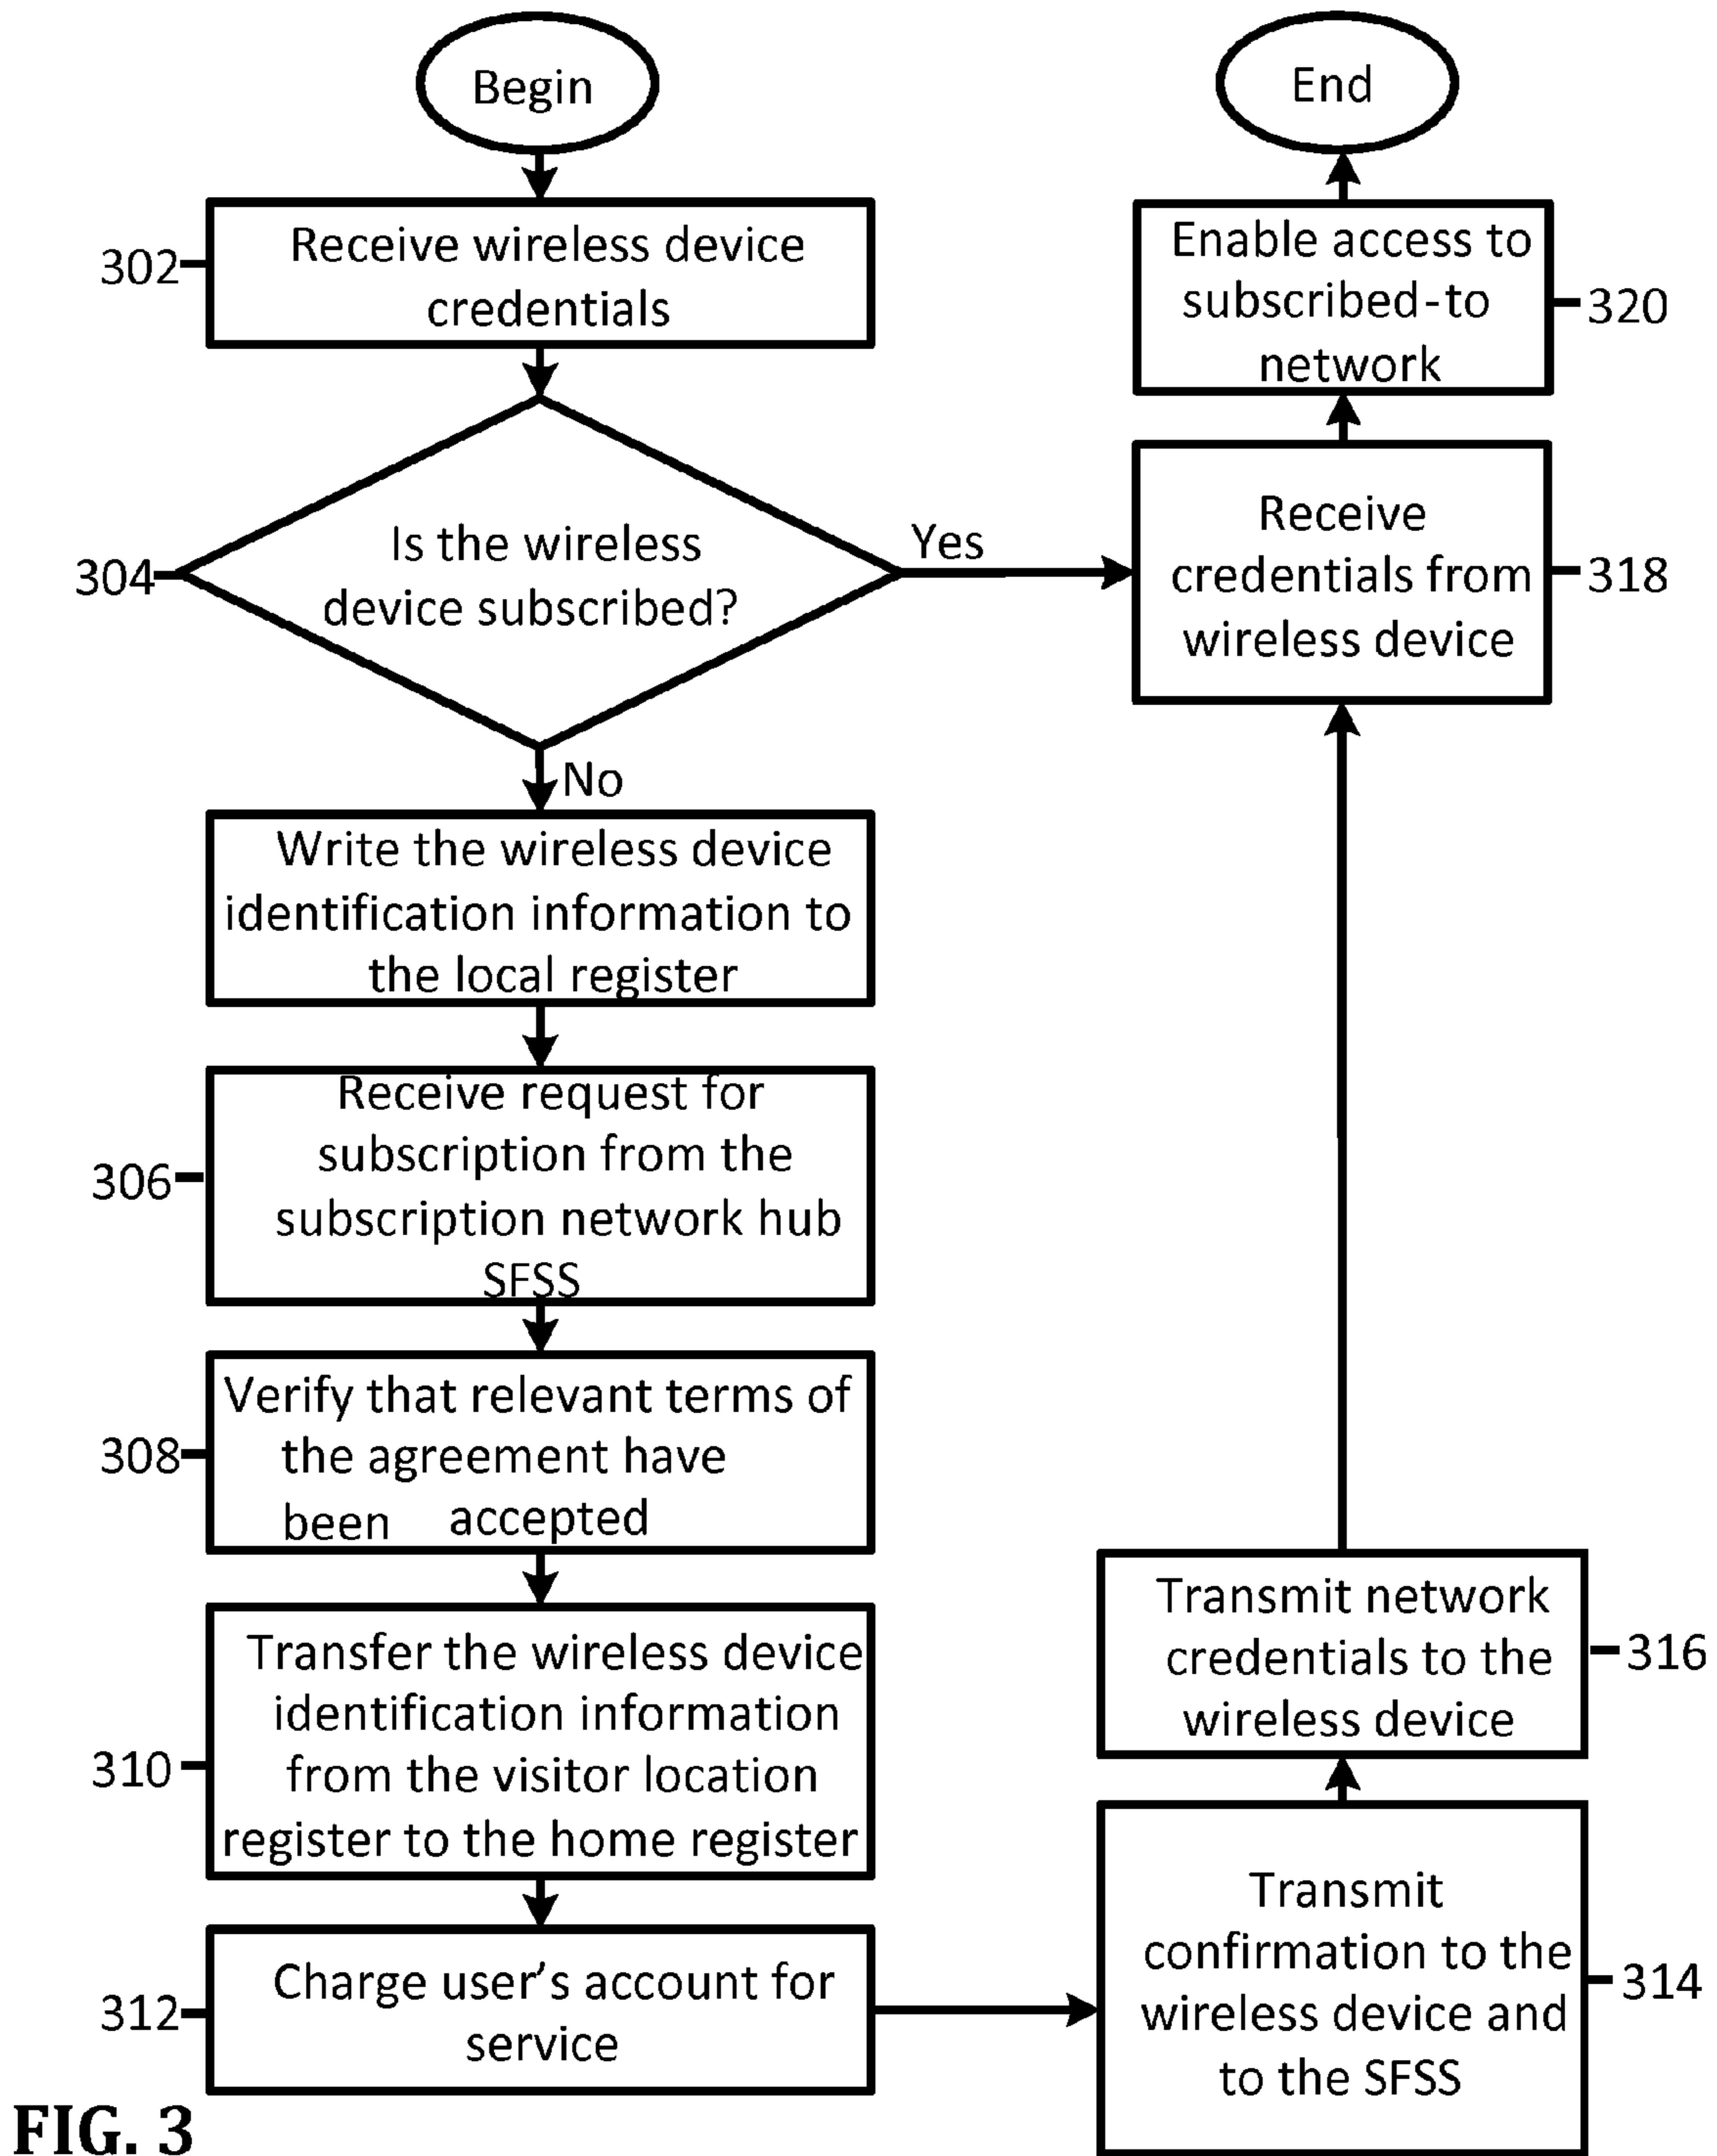 Begin
302
Receive wireless device
credentials
304
Is the wireless
device subscribed?
Yes
No
Write the wireless device
identification information to
the local register
306
Receive request for
subscription from the
subscription network hub
SFSS
308
Verify that relevant terms of
the agreement have
been accepted
310
Transfer the wireless device
identification information
from the visitor location
register to the home register
312
Charge user’s account for
service
Transmit
confirmation to the
wireless device and
to the SFSS
314
Transmit network
credentials to the
wireless device
316
Receive
credentials from
wireless device
318
Enable access to
subscribed-to
network
320
End
FIG. 3